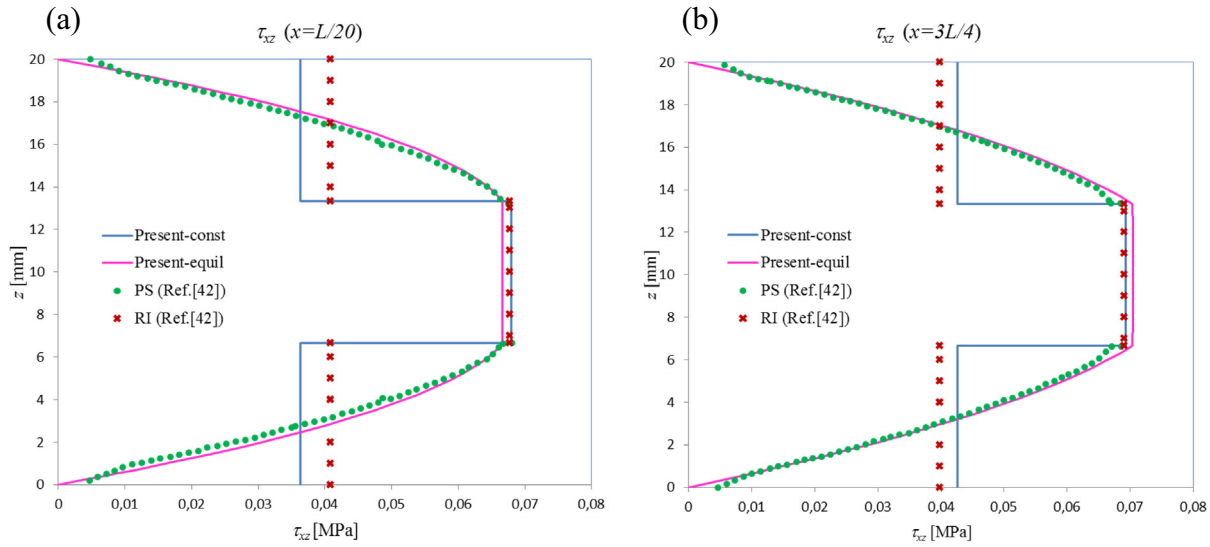 (a)
τxz (x=L/20)
20
18
16
14
12
10
8
6
4
2
0
z [mm]
Present-const
Present-equil
PS (Ref.[42])
RI (Ref.[42])
0 0,01 0,02 0,03 0,04 0,05 0,06 0,07 0,08
τxz [MPa]
(b)
τxz (x=3L/4)
20
18
16
14
12
10
8
6
4
2
0
z [mm]
Present-const
Present-equil
PS (Ref.[42])
RI (Ref.[42])
0 0,01 0,02 0,03 0,04 0,05 0,06 0,07 0,08
τxz [MPa]